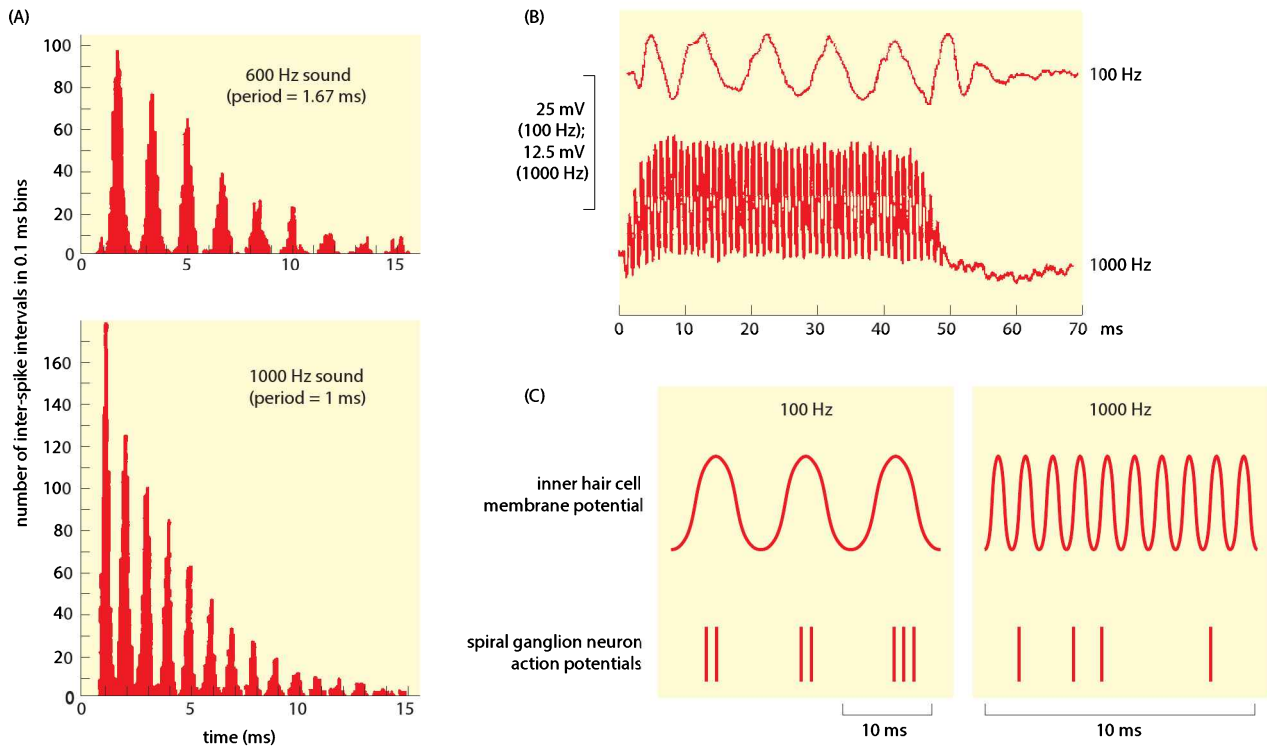 (A)
number of inter-spike intervals in 0.1 ms bins
100
80
60
40
20
0
600 Hz sound
(period = 1.67 ms)
0
5
10
15
160
140
120
100
80
60
40
20
0
1000 Hz sound
(period = 1 ms)
0
5
10
15
time (ms)
(B)
25 mV
(100 Hz);
12.5 mV
(1000 Hz)
100 Hz
1000 Hz
0
10
20
30
40
50
60
70
ms
(C)
100 Hz
1000 Hz
inner hair cell
membrane potential
spiral ganglion neuron
action potentials
10 ms
10 ms